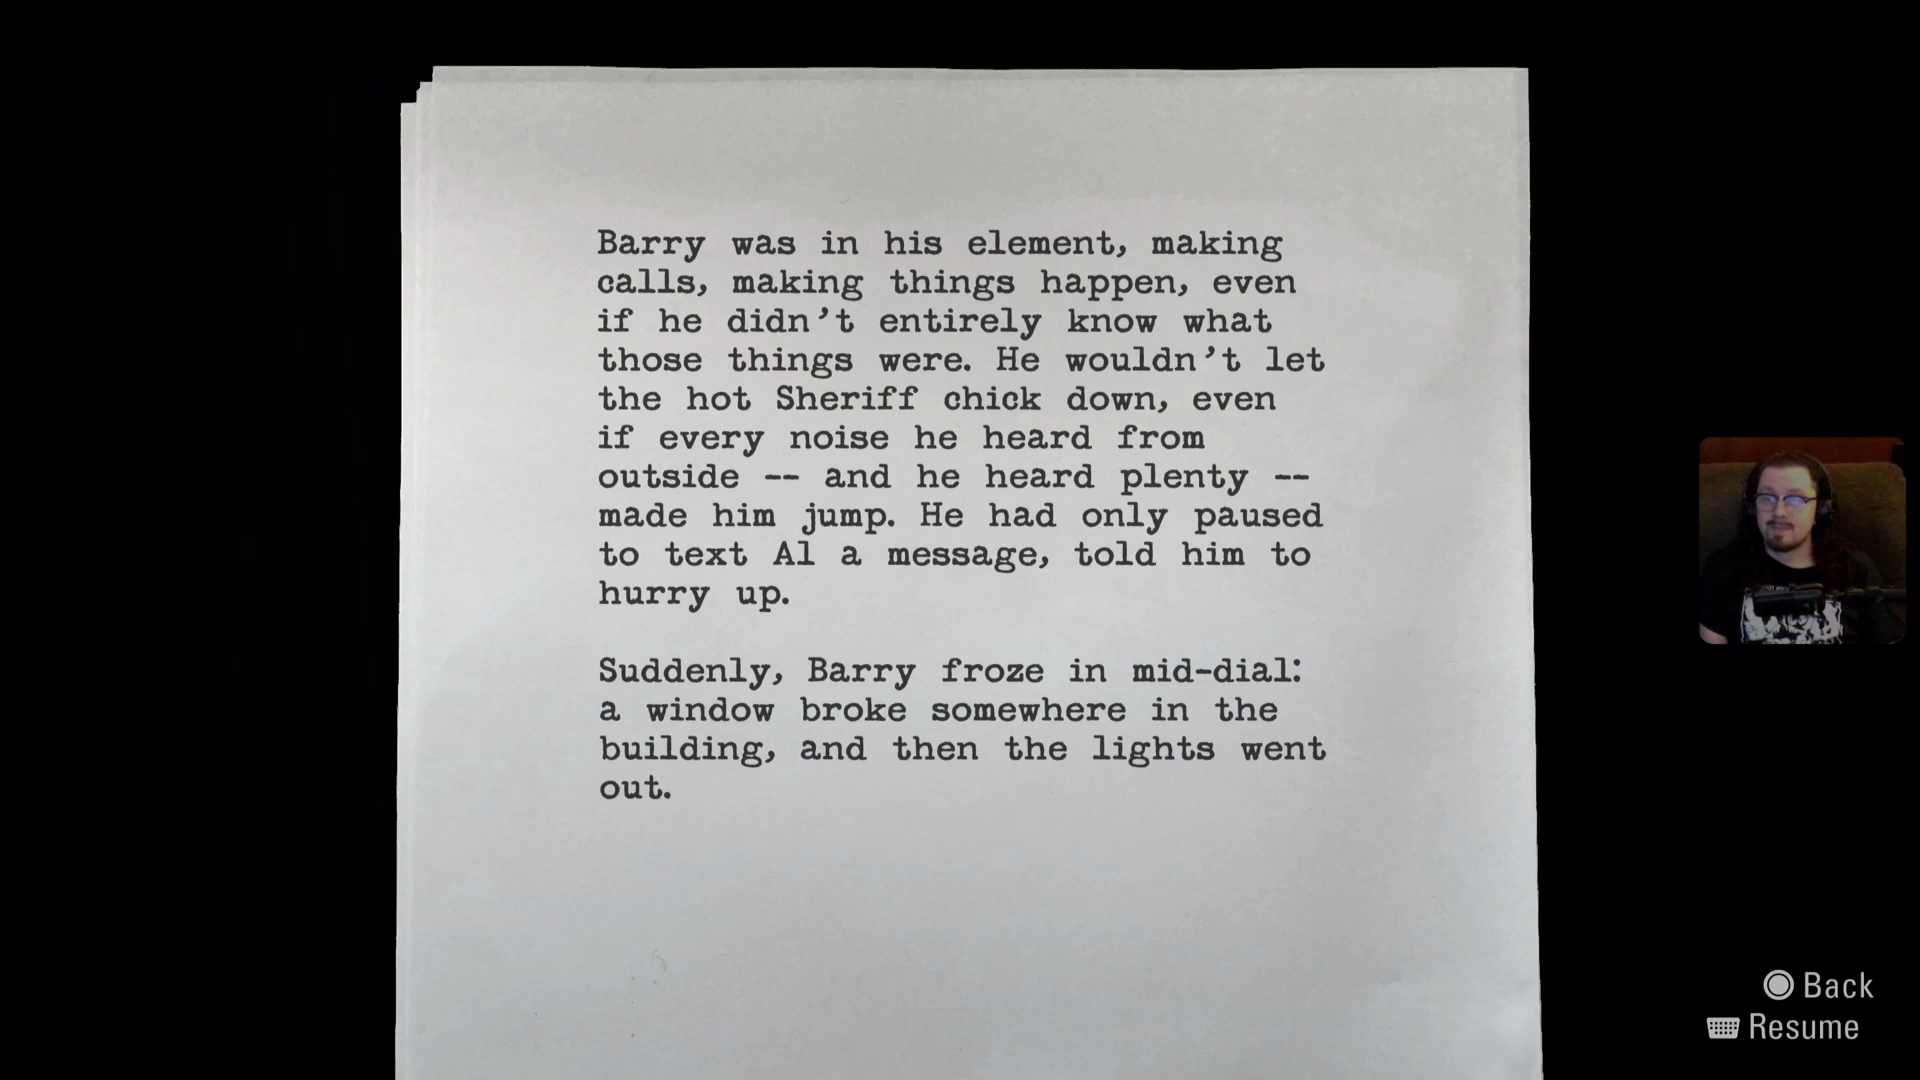 Barry was in his element, making
calls, making things happen, even
if he didn’t entirely know what
those things were. He wouldn’t let
the hot Sheriff chick down, even
if every noise he heard from
outside -- and he heard plenty --
made him jump. He had only paused
to text Al a message, told him to
hurry up.
Suddenly, Barry froze in mid-dial:
a window broke somewhere in the
building, and then the lights went
out.
Back
Resume